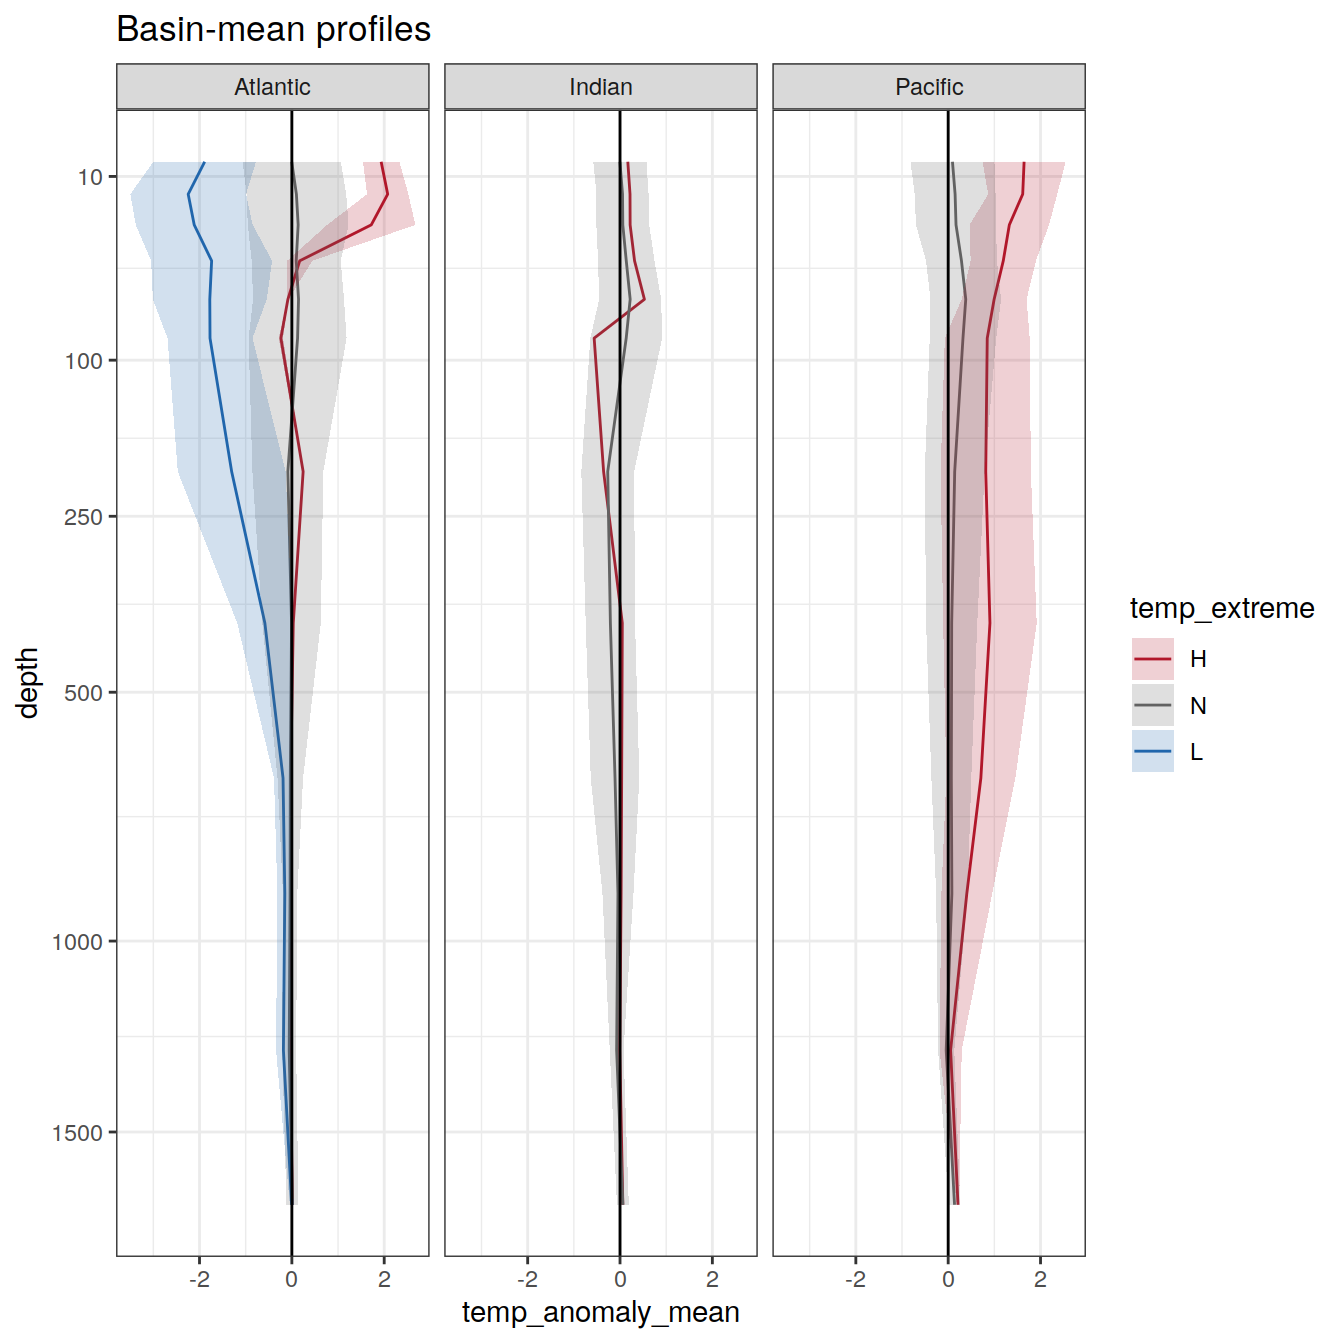 Basin-mean profiles
Atlantic
Indian
Pacific
10
100
250
500
1000
1500
depth
-2
0
2
-2
0
2
-2
0
2
temp_anomaly_mean
temp_extreme
H
N
L